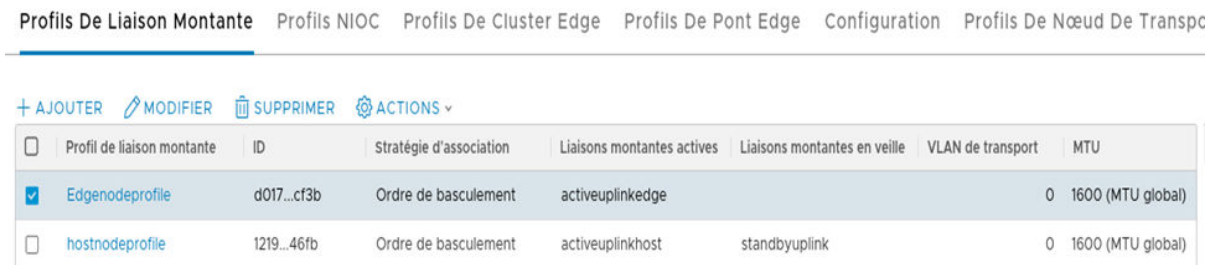 Profils De Liaison Montante Profils NIOC Profils De Cluster Edge Profils De Pont Edge Configuration Profils De Nœud De Transpo
+ AJOUTER MODIFIER SUPPRIMER ACTIONS
Profil de liaison montante ID Stratégie d'association Liaisons montantes actives Liaisons montantes en veille VLAN de transport MTU
Edgenodeprofile d017...cf3b Ordre de basculement activeuplinkedge 0 1600 (MTU global)
hostnodeprofile 1219...46fb Ordre de basculement activeuplinkhost standbyuplink 0 1600 (MTU global)